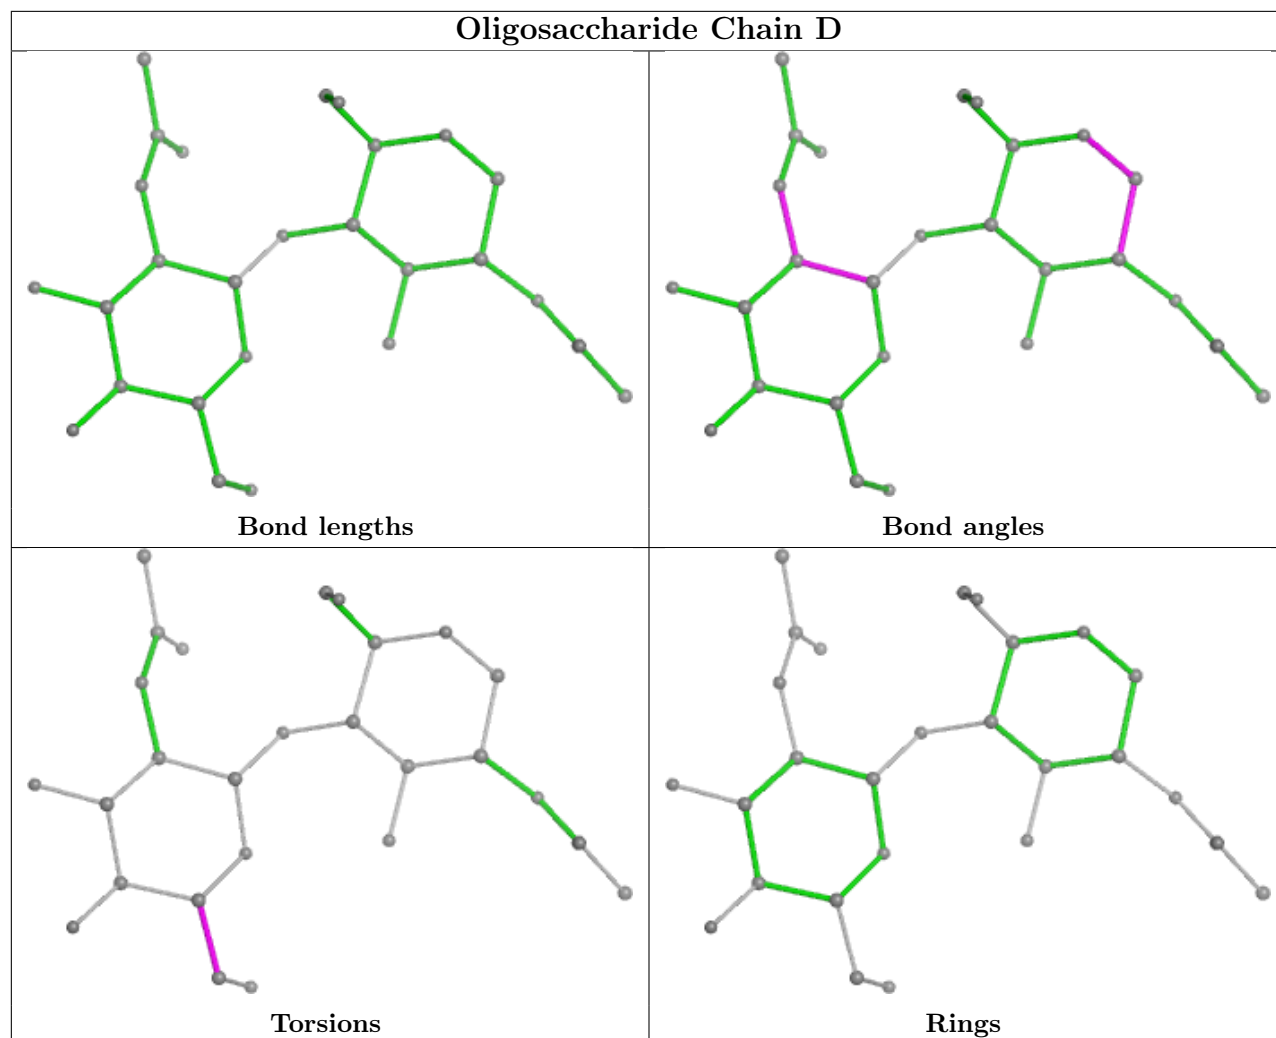 Oligosaccharide Chain D
Bond lengths
Bond angles
Torsions
Rings